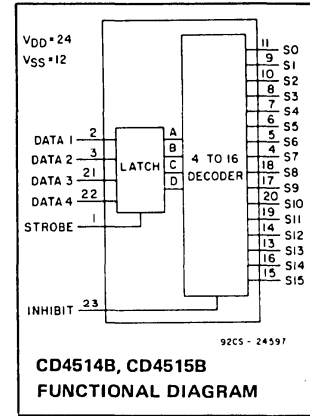 VDD = 24
VSS = 12
DATA 1 2
DATA 2 3
DATA 3 21
DATA 4 22
STROBE 1
INHIBIT 23
LATCH
A
B
C
D
4 TO 16
DECODER
11 S0
9 S1
10 S2
8 S3
7 S4
6 S5
5 S6
4 S7
18 S8
17 S9
20 S10
19 S11
14 S12
13 S13
16 S14
15 S15
92CS - 24597
CD4514B, CD4515B
FUNCTIONAL DIAGRAM